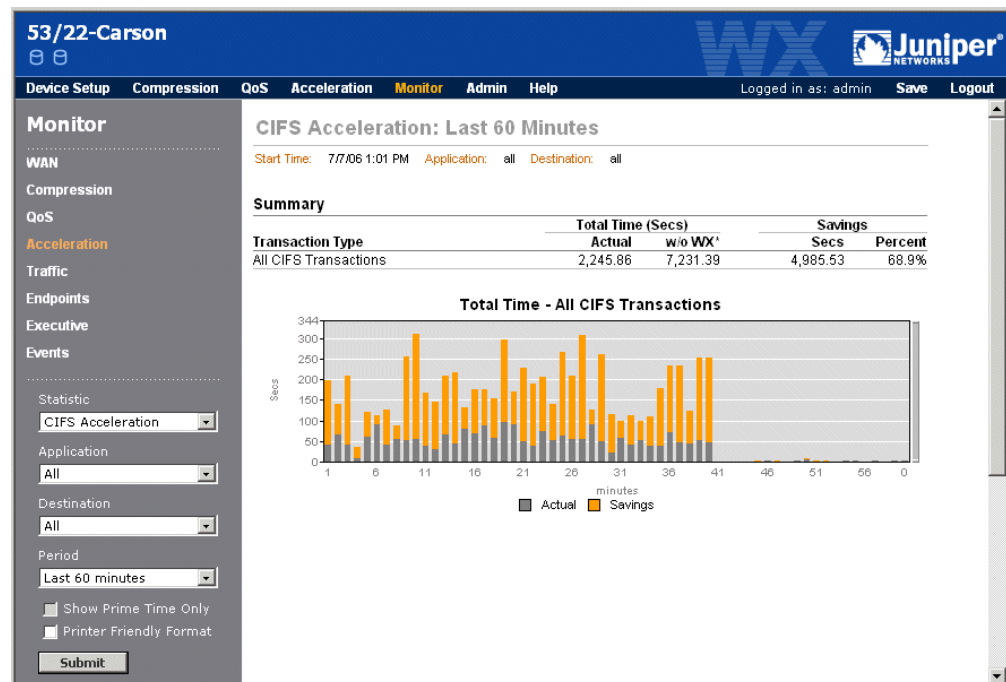 53/22-Carson
WX
Juniper®
NETWORKS
Device Setup Compression QoS Acceleration Monitor Admin Help Logged in as: admin Save Logout
Monitor
WAN
Compression
QoS
Acceleration
Traffic
Endpoints
Executive
Events
Statistic
CIFS Acceleration
Application
All
Destination
All
Period
Last 60 minutes
Show Prime Time Only
Printer Friendly Format
Submit
CIFS Acceleration: Last 60 Minutes
Start Time: 7/7/06 1:01 PM Application: all Destination: all
Summary
Total Time (Secs) Savings
Transaction Type Actual w/o WX* Secs Percent
All CIFS Transactions 2,245.86 7,231.39 4,985.53 68.9%
Total Time - All CIFS Transactions
344
300
250
200
150
100
50
0
Secs
1 6 11 16 21 26 31 36 41 46 51 56 0
minutes
Actual Savings